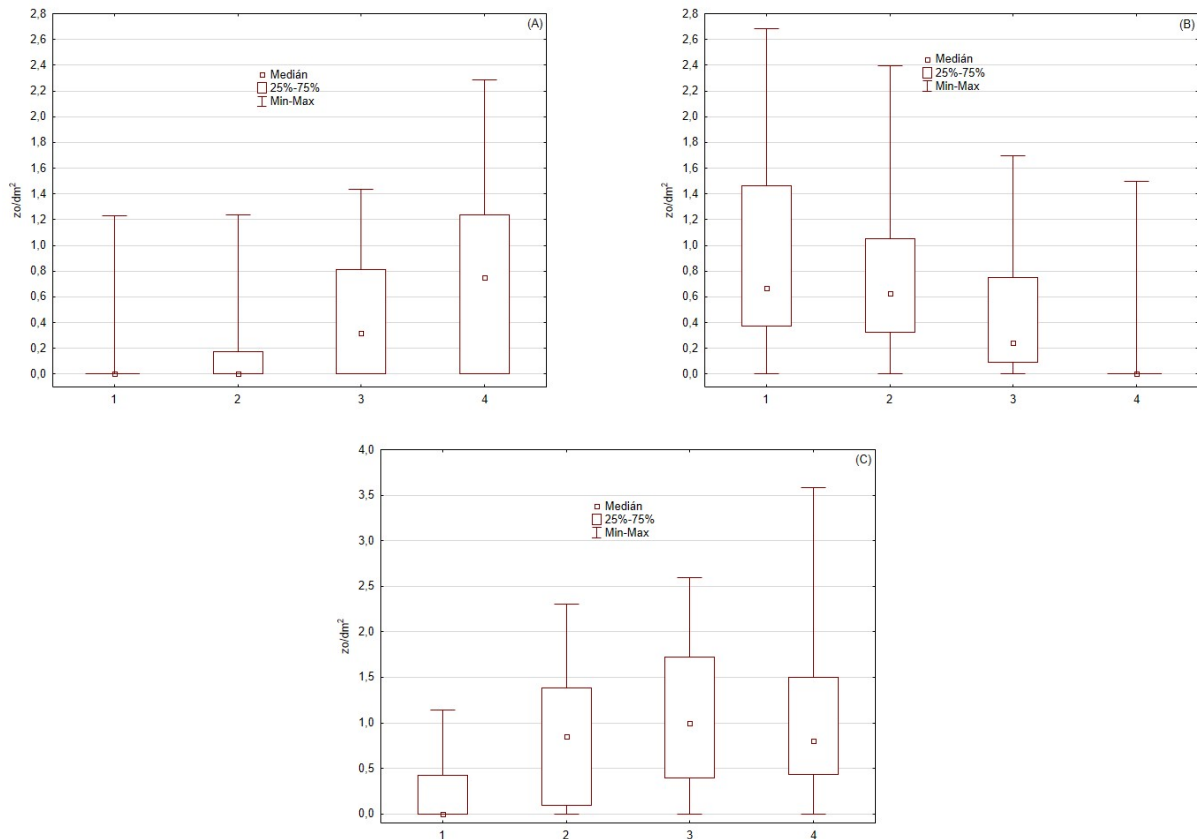 (A)
2,8
2,6
2,4
2,2
2,0
1,8
1,6
1,4
1,2
1,0
0,8
0,6
0,4
0,2
0,0
zo/dm²
Medián
25%-75%
Min-Max
1 2 3 4
(B)
2,8
2,6
2,4
2,2
2,0
1,8
1,6
1,4
1,2
1,0
0,8
0,6
0,4
0,2
0,0
zo/dm²
Medián
25%-75%
Min-Max
1 2 3 4
(C)
4,0
3,5
3,0
2,5
2,0
1,5
1,0
0,5
0,0
zo/dm²
Medián
25%-75%
Min-Max
1 2 3 4